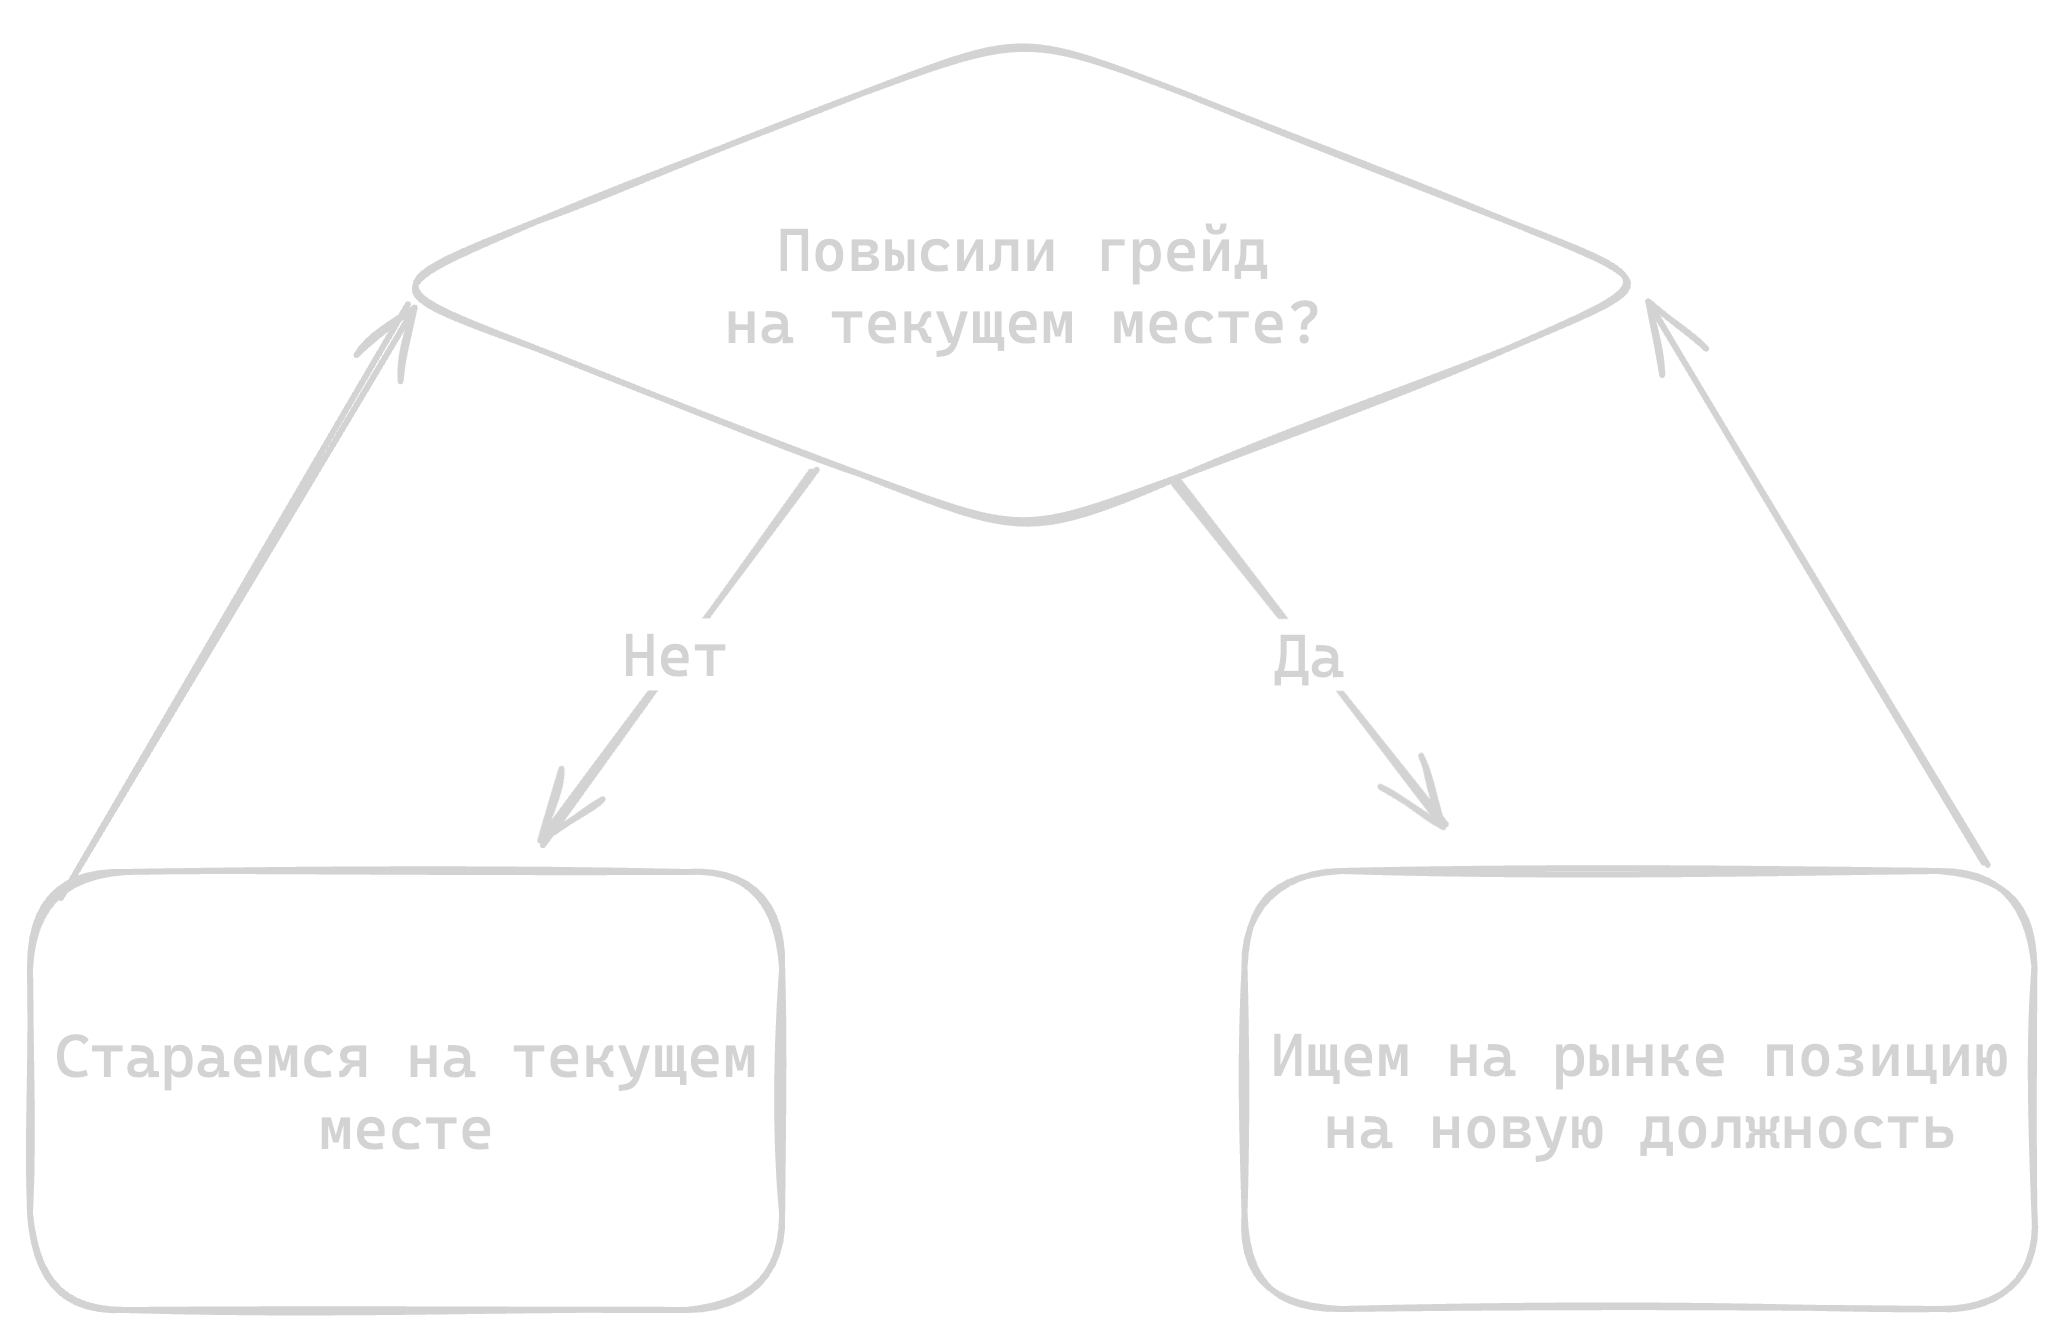 Повысили грейд
на текущем месте?
Нет
Да
Стараемся на текущем
месте
Ищем на рынке позицию
на новую должность